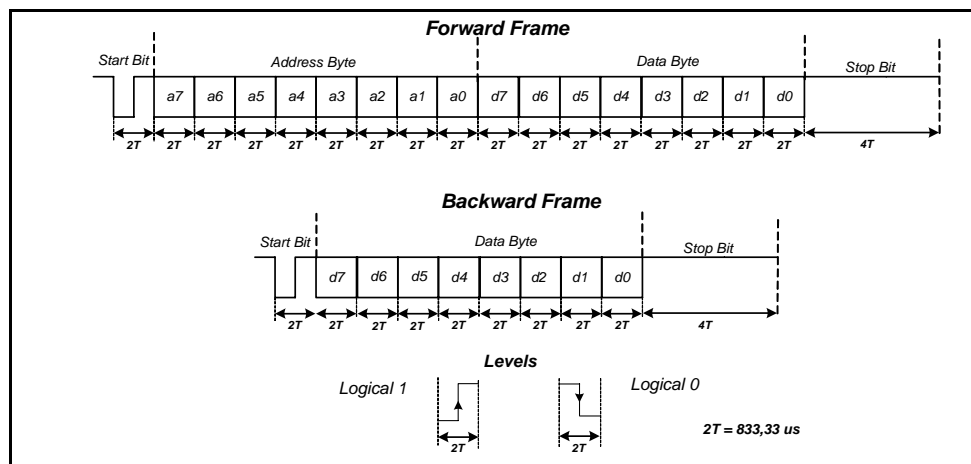 Forward Frame
Start Bit Address Byte Data Byte Stop Bit
a7 a6 a5 a4 a3 a2 a1 a0 d7 d6 d5 d4 d3 d2 d1 d0
2T 2T 2T 2T 2T 2T 2T 2T 2T 2T 2T 2T 2T 2T 2T 2T 2T 4T
Backward Frame
Start Bit Data Byte Stop Bit
d7 d6 d5 d4 d3 d2 d1 d0
2T 2T 2T 2T 2T 2T 2T 2T 2T 4T
Levels
Logical 1 Logical 0
2T 2T 2T = 833,33 us